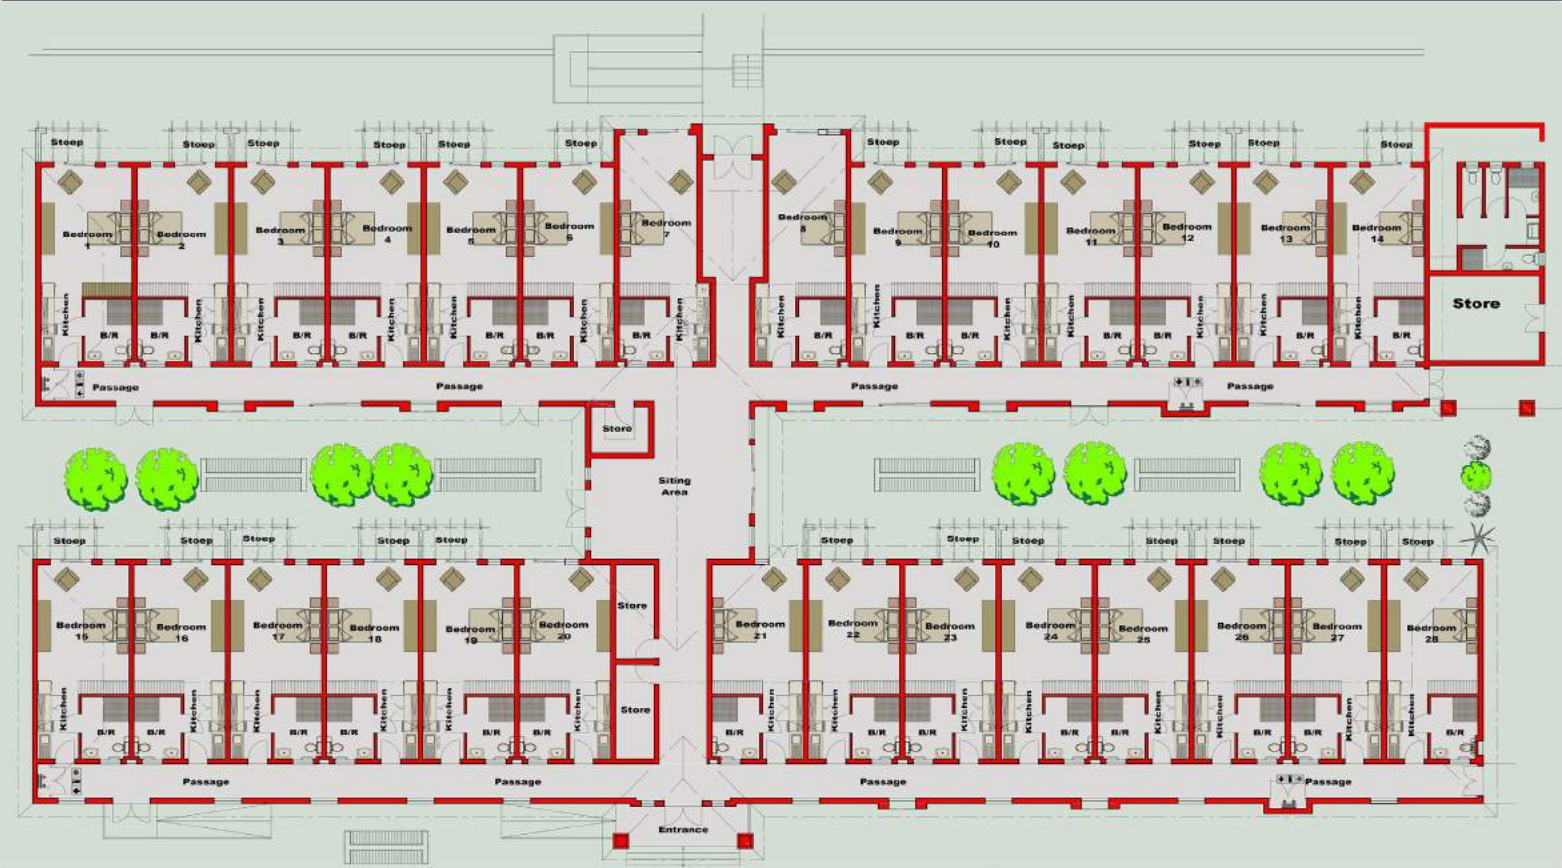 Stoep
Stoep
Stoep
Stoep
Stoep
Stoep
Stoep
Stoep
Stoep
Stoep
Stoep
Stoep
Bedroom
1
Bedroom
2
Bedroom
3
Bedroom
4
Bedroom
5
Bedroom
6
Bedroom
7
Bedroom
8
Bedroom
9
Bedroom
10
Bedroom
11
Bedroom
12
Bedroom
13
Bedroom
14
Store
Kitchen
B/R
B/R
Kitchen
Kitchen
B/R
B/R
Kitchen
Kitchen
B/R
B/R
Kitchen
B/R
Kitchen
Kitchen
B/R
Kitchen
B/R
B/R
Kitchen
Kitchen
B/R
B/R
Kitchen
Kitchen
B/R
Kitchen
B/R
Passage
Passage
Passage
Passage
Store
Siting
Area
Stoep
Stoep
Stoep
Stoep
Stoep
Stoep
Stoep
Stoep
Stoep
Stoep
Stoep
Stoep
Bedroom
15
Bedroom
16
Bedroom
17
Bedroom
18
Bedroom
19
Bedroom
20
Store
Bedroom
21
Bedroom
22
Bedroom
23
Bedroom
24
Bedroom
25
Bedroom
26
Bedroom
27
Bedroom
28
Kitchen
B/R
B/R
Kitchen
Kitchen
B/R
B/R
Kitchen
Kitchen
B/R
B/R
Kitchen
Store
B/R
Kitchen
Kitchen
B/R
B/R
Kitchen
Kitchen
B/R
B/R
Kitchen
Kitchen
B/R
B/R
Kitchen
Kitchen
B/R
Passage
Passage
Passage
Passage
Entrance